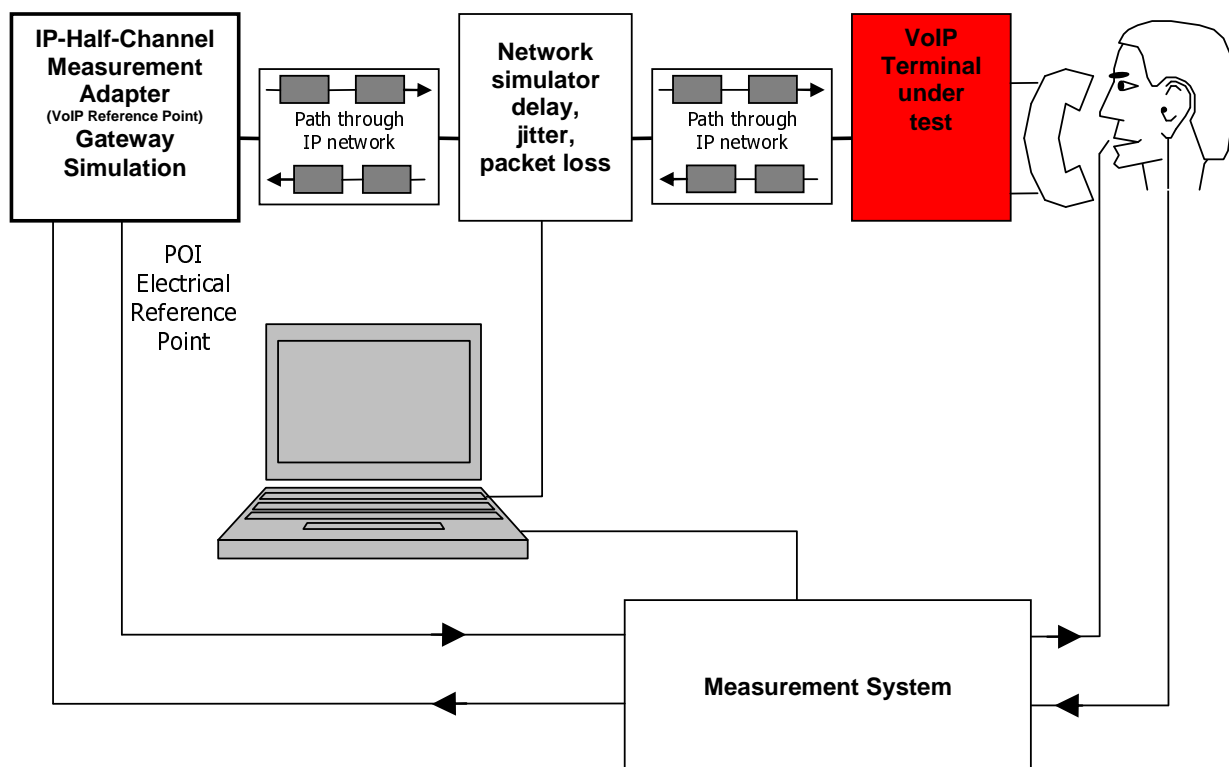 IP-Half-Channel
Measurement
Adapter
(VoIP Reference Point)
Gateway
Simulation
Path through
IP network
Network
simulator
delay,
jitter,
packet loss
Path through
IP network
VoIP
Terminal
under
test
POI
Electrical
Reference
Point
Measurement System